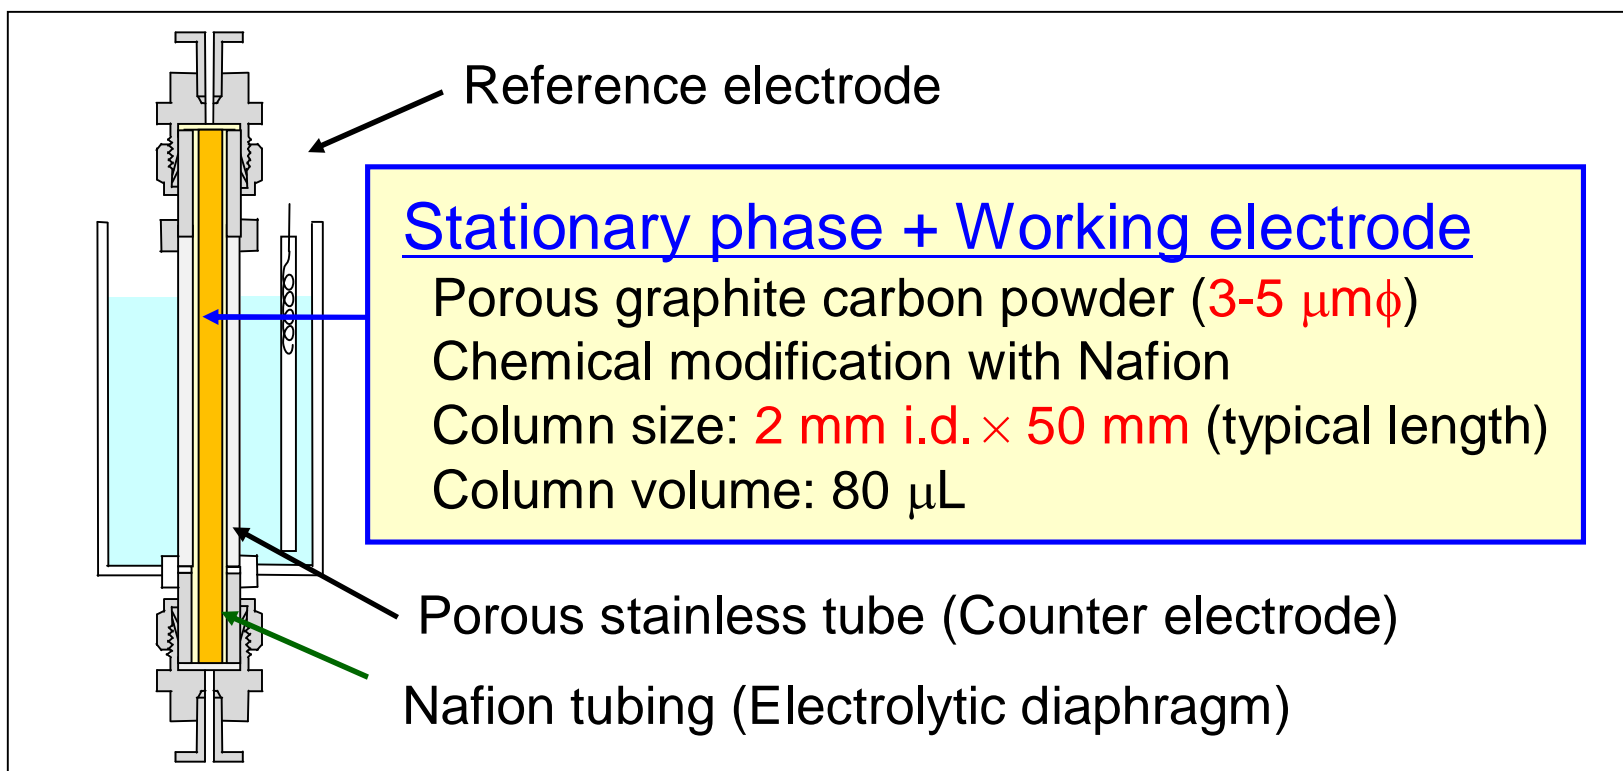 Reference electrode
Stationary phase + Working electrode
Porous graphite carbon powder (3-5 μmϕ)
Chemical modification with Nafion
Column size: 2 mm i.d. × 50 mm (typical length)
Column volume: 80 μL
Porous stainless tube (Counter electrode)
Nafion tubing (Electrolytic diaphragm)